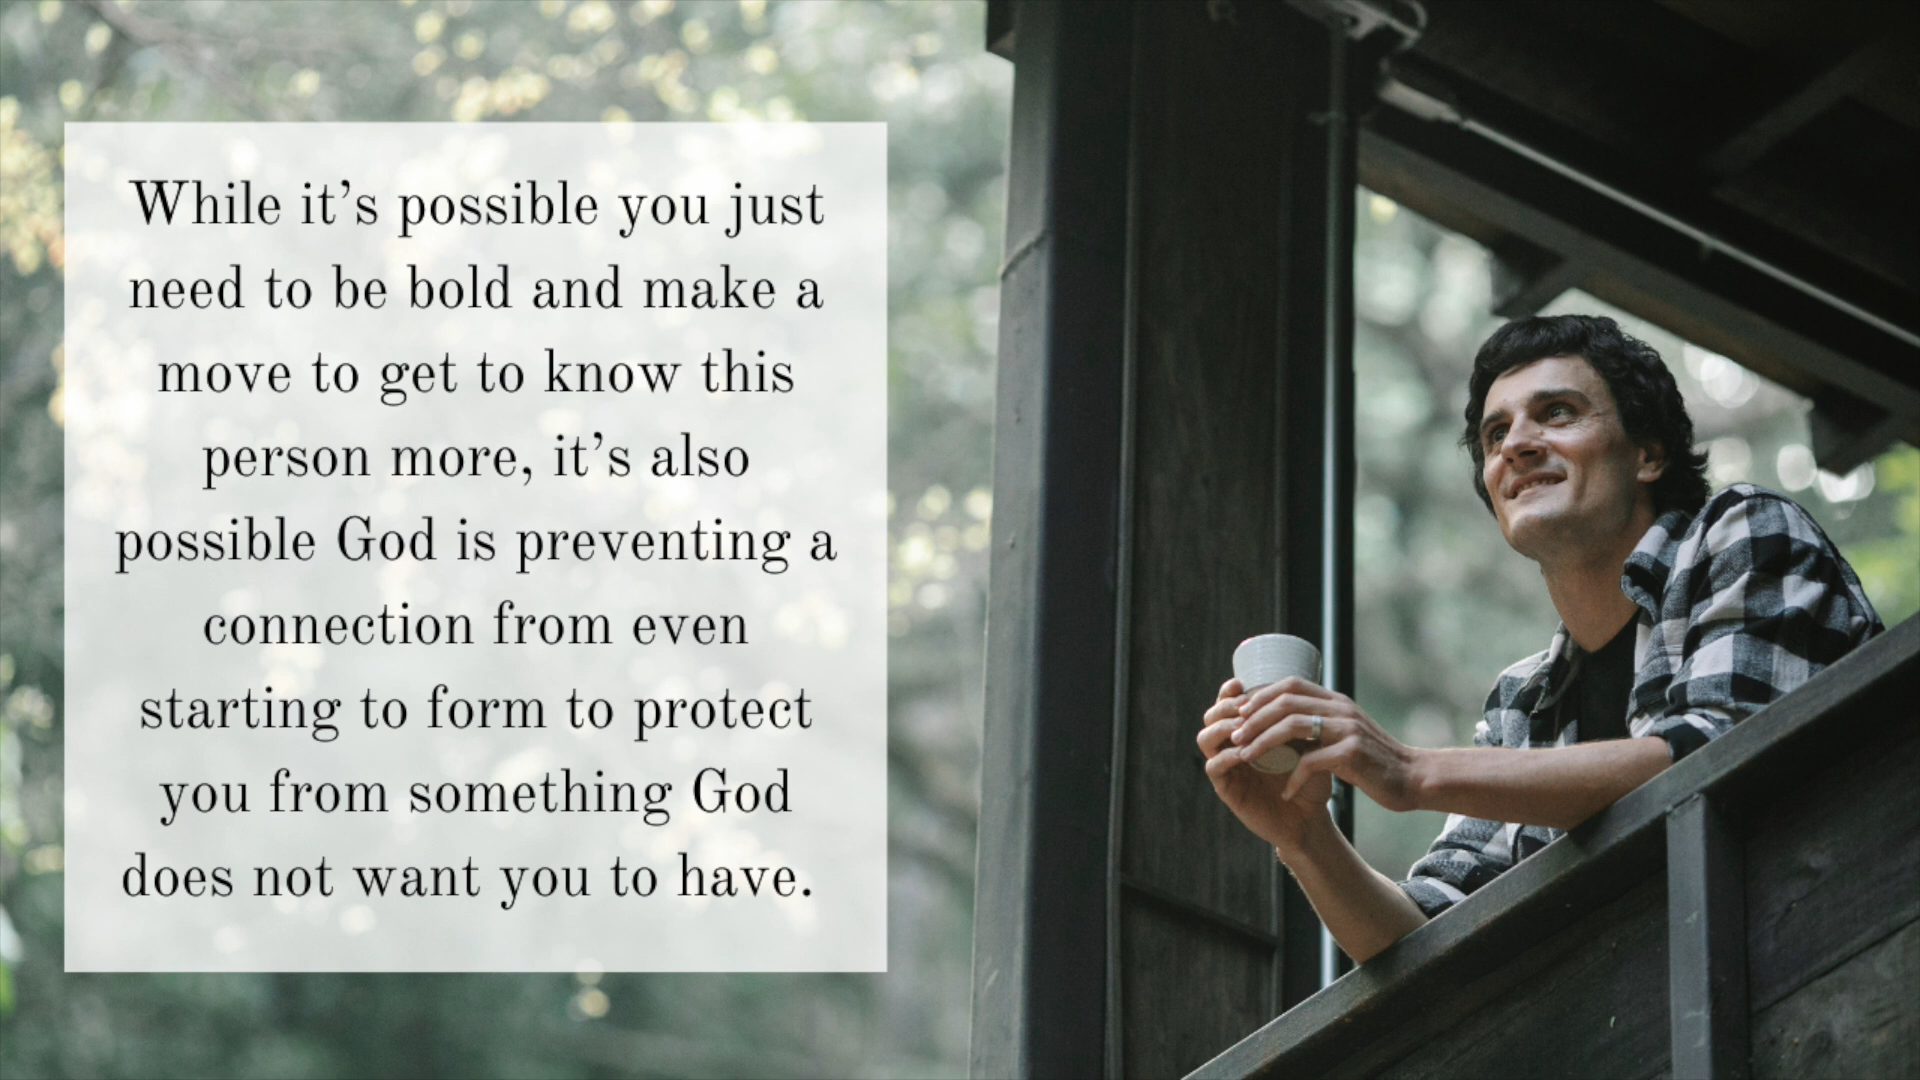 While it’s possible you just
need to be bold and make a
move to get to know this
person more, it’s also
possible God is preventing a
connection from even
starting to form to protect
you from something God
does not want you to have.